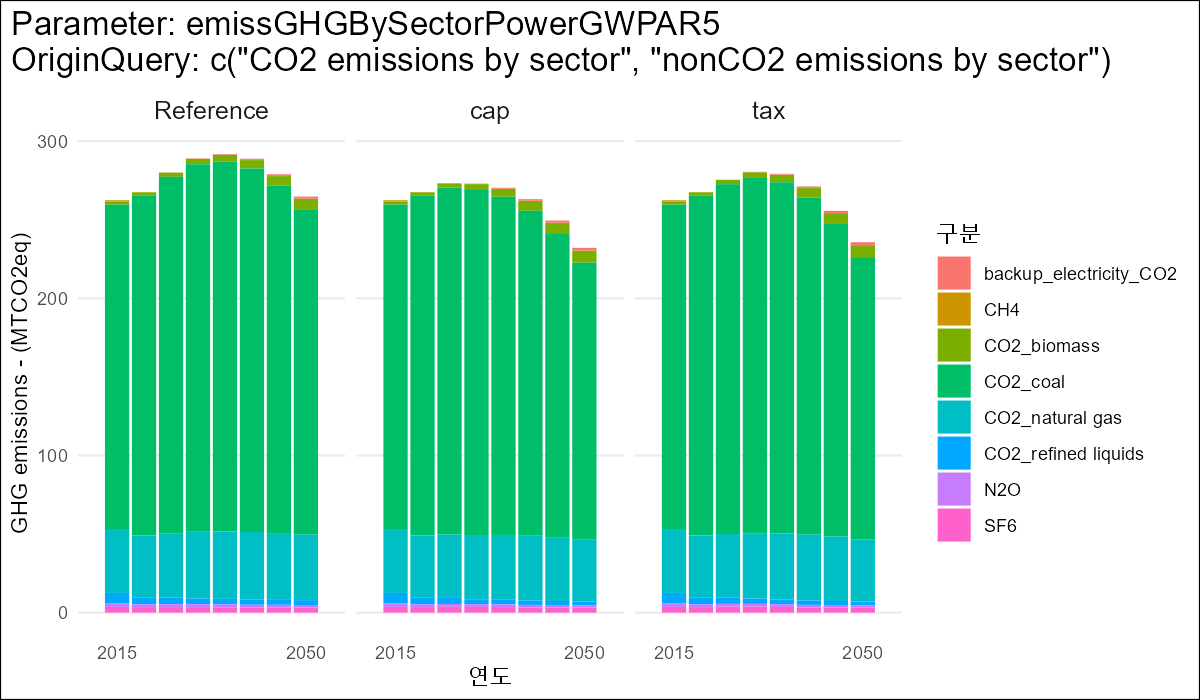 Parameter: emissGHGBySectorPowerGWPAR5
OriginQuery: c("CO2 emissions by sector", "nonCO2 emissions by sector")
Reference
cap
tax
GHG emissions - (MTCO2eq)
300
200
100
0
2015
2050
2015
2050
2015
2050
연도
구분
backup_electricity_CO2
CH4
CO2_biomass
CO2_coal
CO2_natural gas
CO2_refined liquids
N2O
SF6